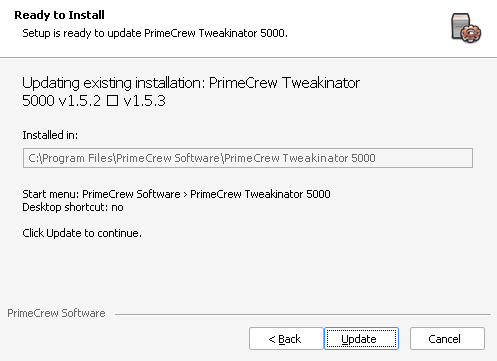 Ready to Install
Setup is ready to update PrimeCrew Tweakinator 5000.
Updating existing installation: PrimeCrew Tweakinator
5000 v1.5.2 □ v1.5.3
Installed in:
C:\Program Files\PrimeCrew Software\PrimeCrew Tweakinator 5000
Start menu: PrimeCrew Software › PrimeCrew Tweakinator 5000
Desktop shortcut: no
Click Update to continue.
PrimeCrew Software
< Back
Update
Cancel